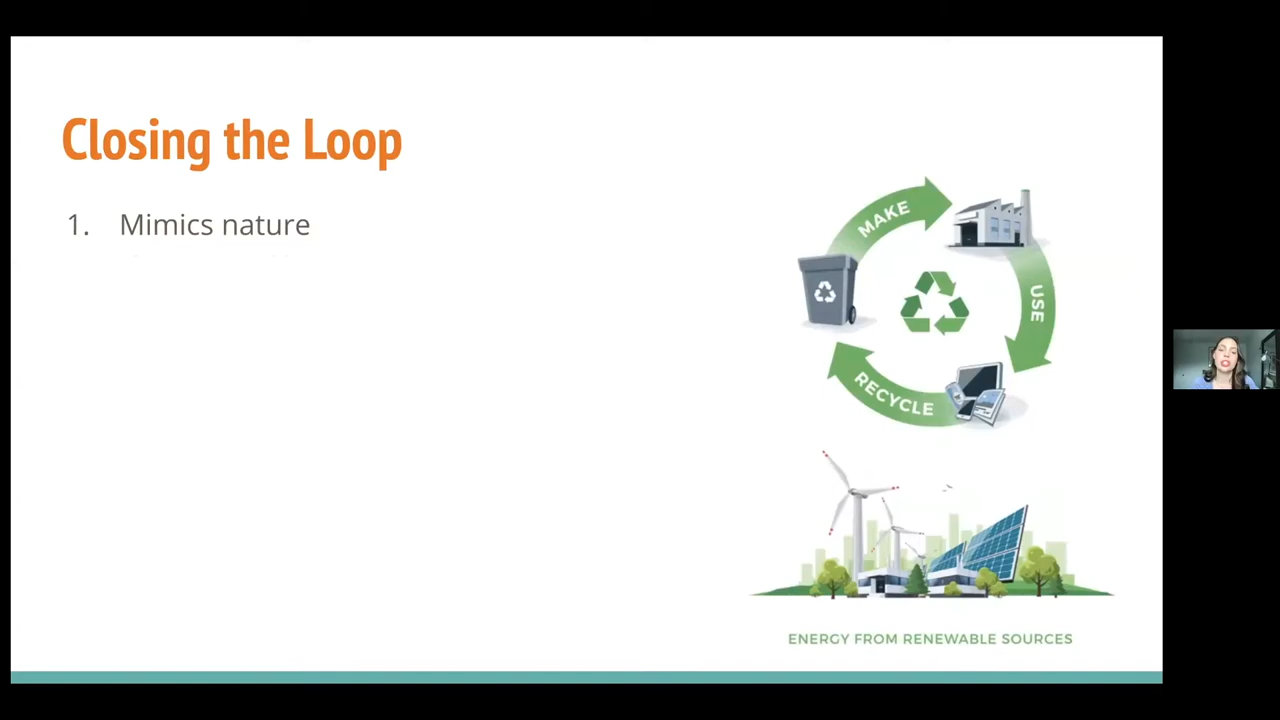 Closing the Loop
1. Mimics nature
MAKE
USE
RECYCLE
ENERGY FROM RENEWABLE SOURCES